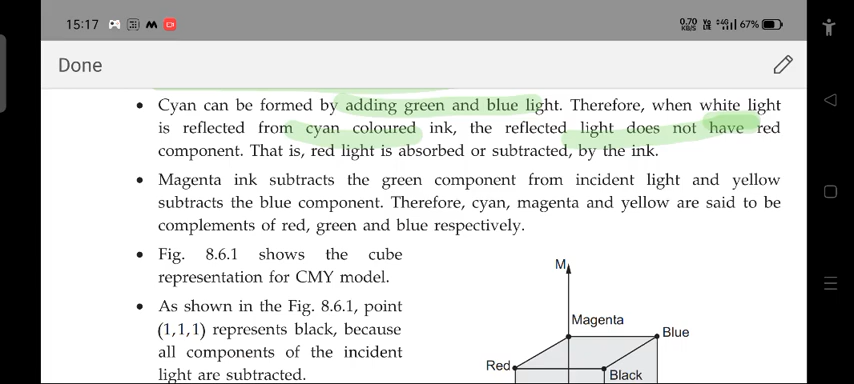 15:17
0.70 KB/S 4G 67%
Done
• Cyan can be formed by adding green and blue light. Therefore, when white light
is reflected from cyan coloured ink, the reflected light does not have red
component. That is, red light is absorbed or subtracted, by the ink.
• Magenta ink subtracts the green component from incident light and yellow
subtracts the blue component. Therefore, cyan, magenta and yellow are said to be
complements of red, green and blue respectively.
• Fig. 8.6.1 shows the cube
representation for CMY model.
• As shown in the Fig. 8.6.1, point
(1,1,1) represents black, because
all components of the incident
light are subtracted.
M
Magenta
Blue
Red
Black